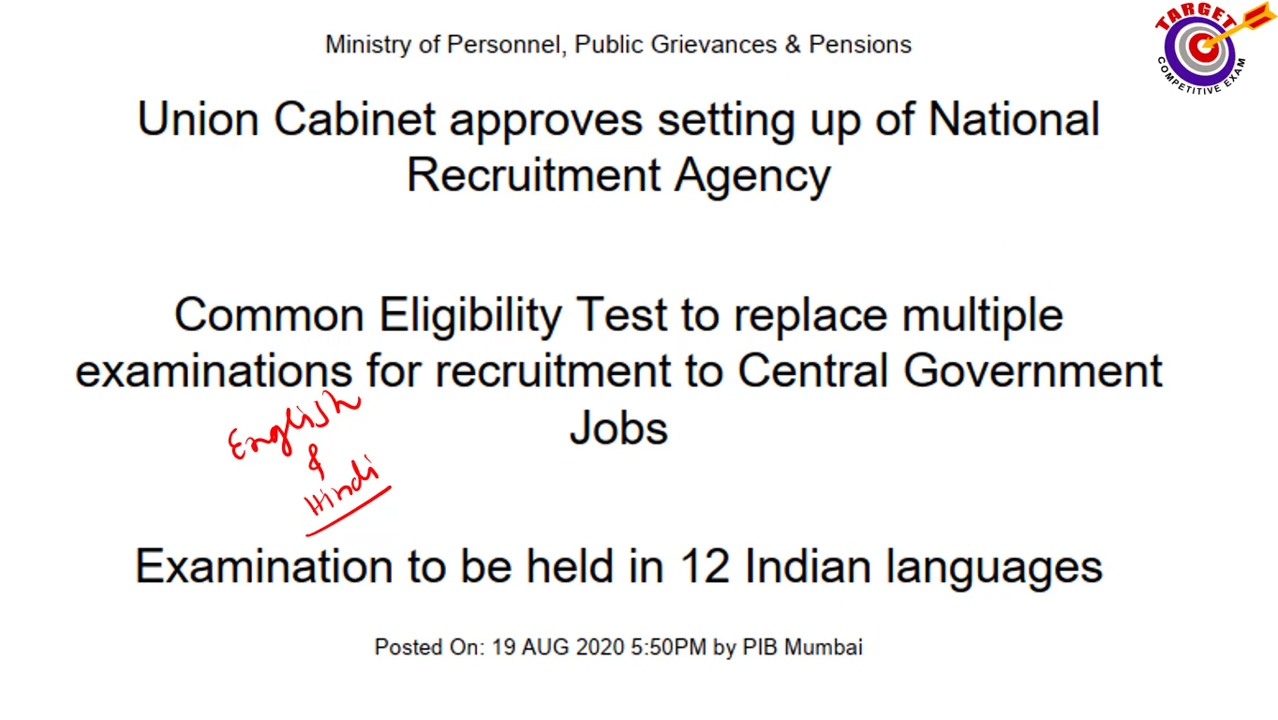 TARGET
COMPETITIVE EXAM
Ministry of Personnel, Public Grievances & Pensions
Union Cabinet approves setting up of National
Recruitment Agency
Common Eligibility Test to replace multiple
examinations for recruitment to Central Government
Jobs
English
&
Hindi
Examination to be held in 12 Indian languages
Posted On: 19 AUG 2020 5:50PM by PIB Mumbai